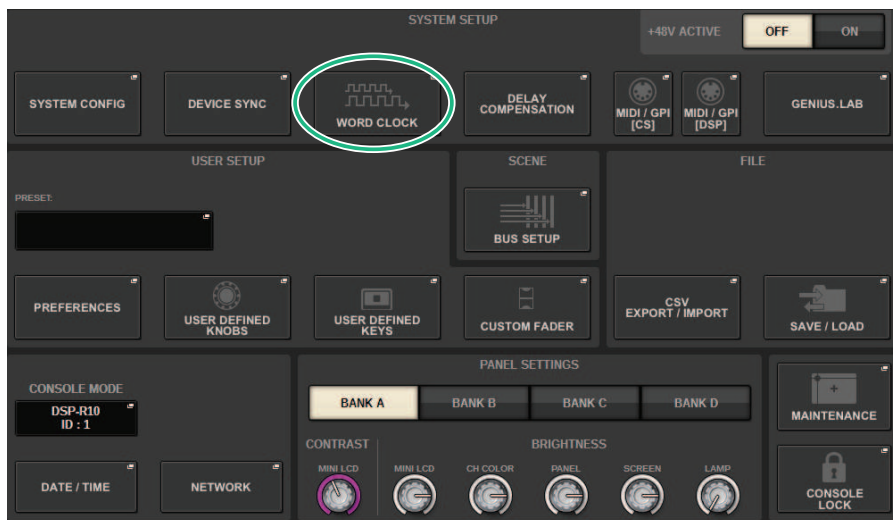 SYSTEM SETUP
+48V ACTIVE
OFF
ON
SYSTEM CONFIG
DEVICE SYNC
WORD CLOCK
DELAY
COMPENSATION
MIDI / GPI
[CS]
MIDI / GPI
[DSP]
GENIUS.LAB
USER SETUP
SCENE
FILE
PRESET:
BUS SETUP
PREFERENCES
USER DEFINED
KNOBS
USER DEFINED
KEYS
CUSTOM FADER
CSV
EXPORT / IMPORT
SAVE / LOAD
PANEL SETTINGS
CONSOLE MODE
DSP-R10
ID : 1
BANK A
BANK B
BANK C
BANK D
MAINTENANCE
CONTRAST
BRIGHTNESS
MINI LCD
MINI LCD
CH COLOR
PANEL
SCREEN
LAMP
DATE / TIME
NETWORK
CONSOLE
LOCK